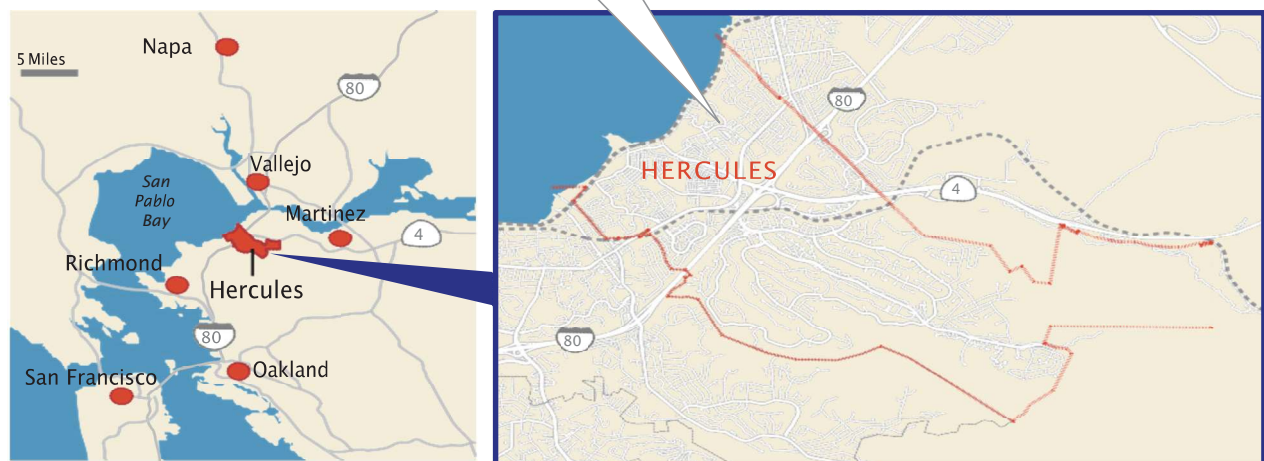 Napa
5 Miles
80
Vallejo
San
Pablo
Bay
Martinez
4
Richmond
Hercules
80
San Francisco
Oakland
80
HERCULES
4
80